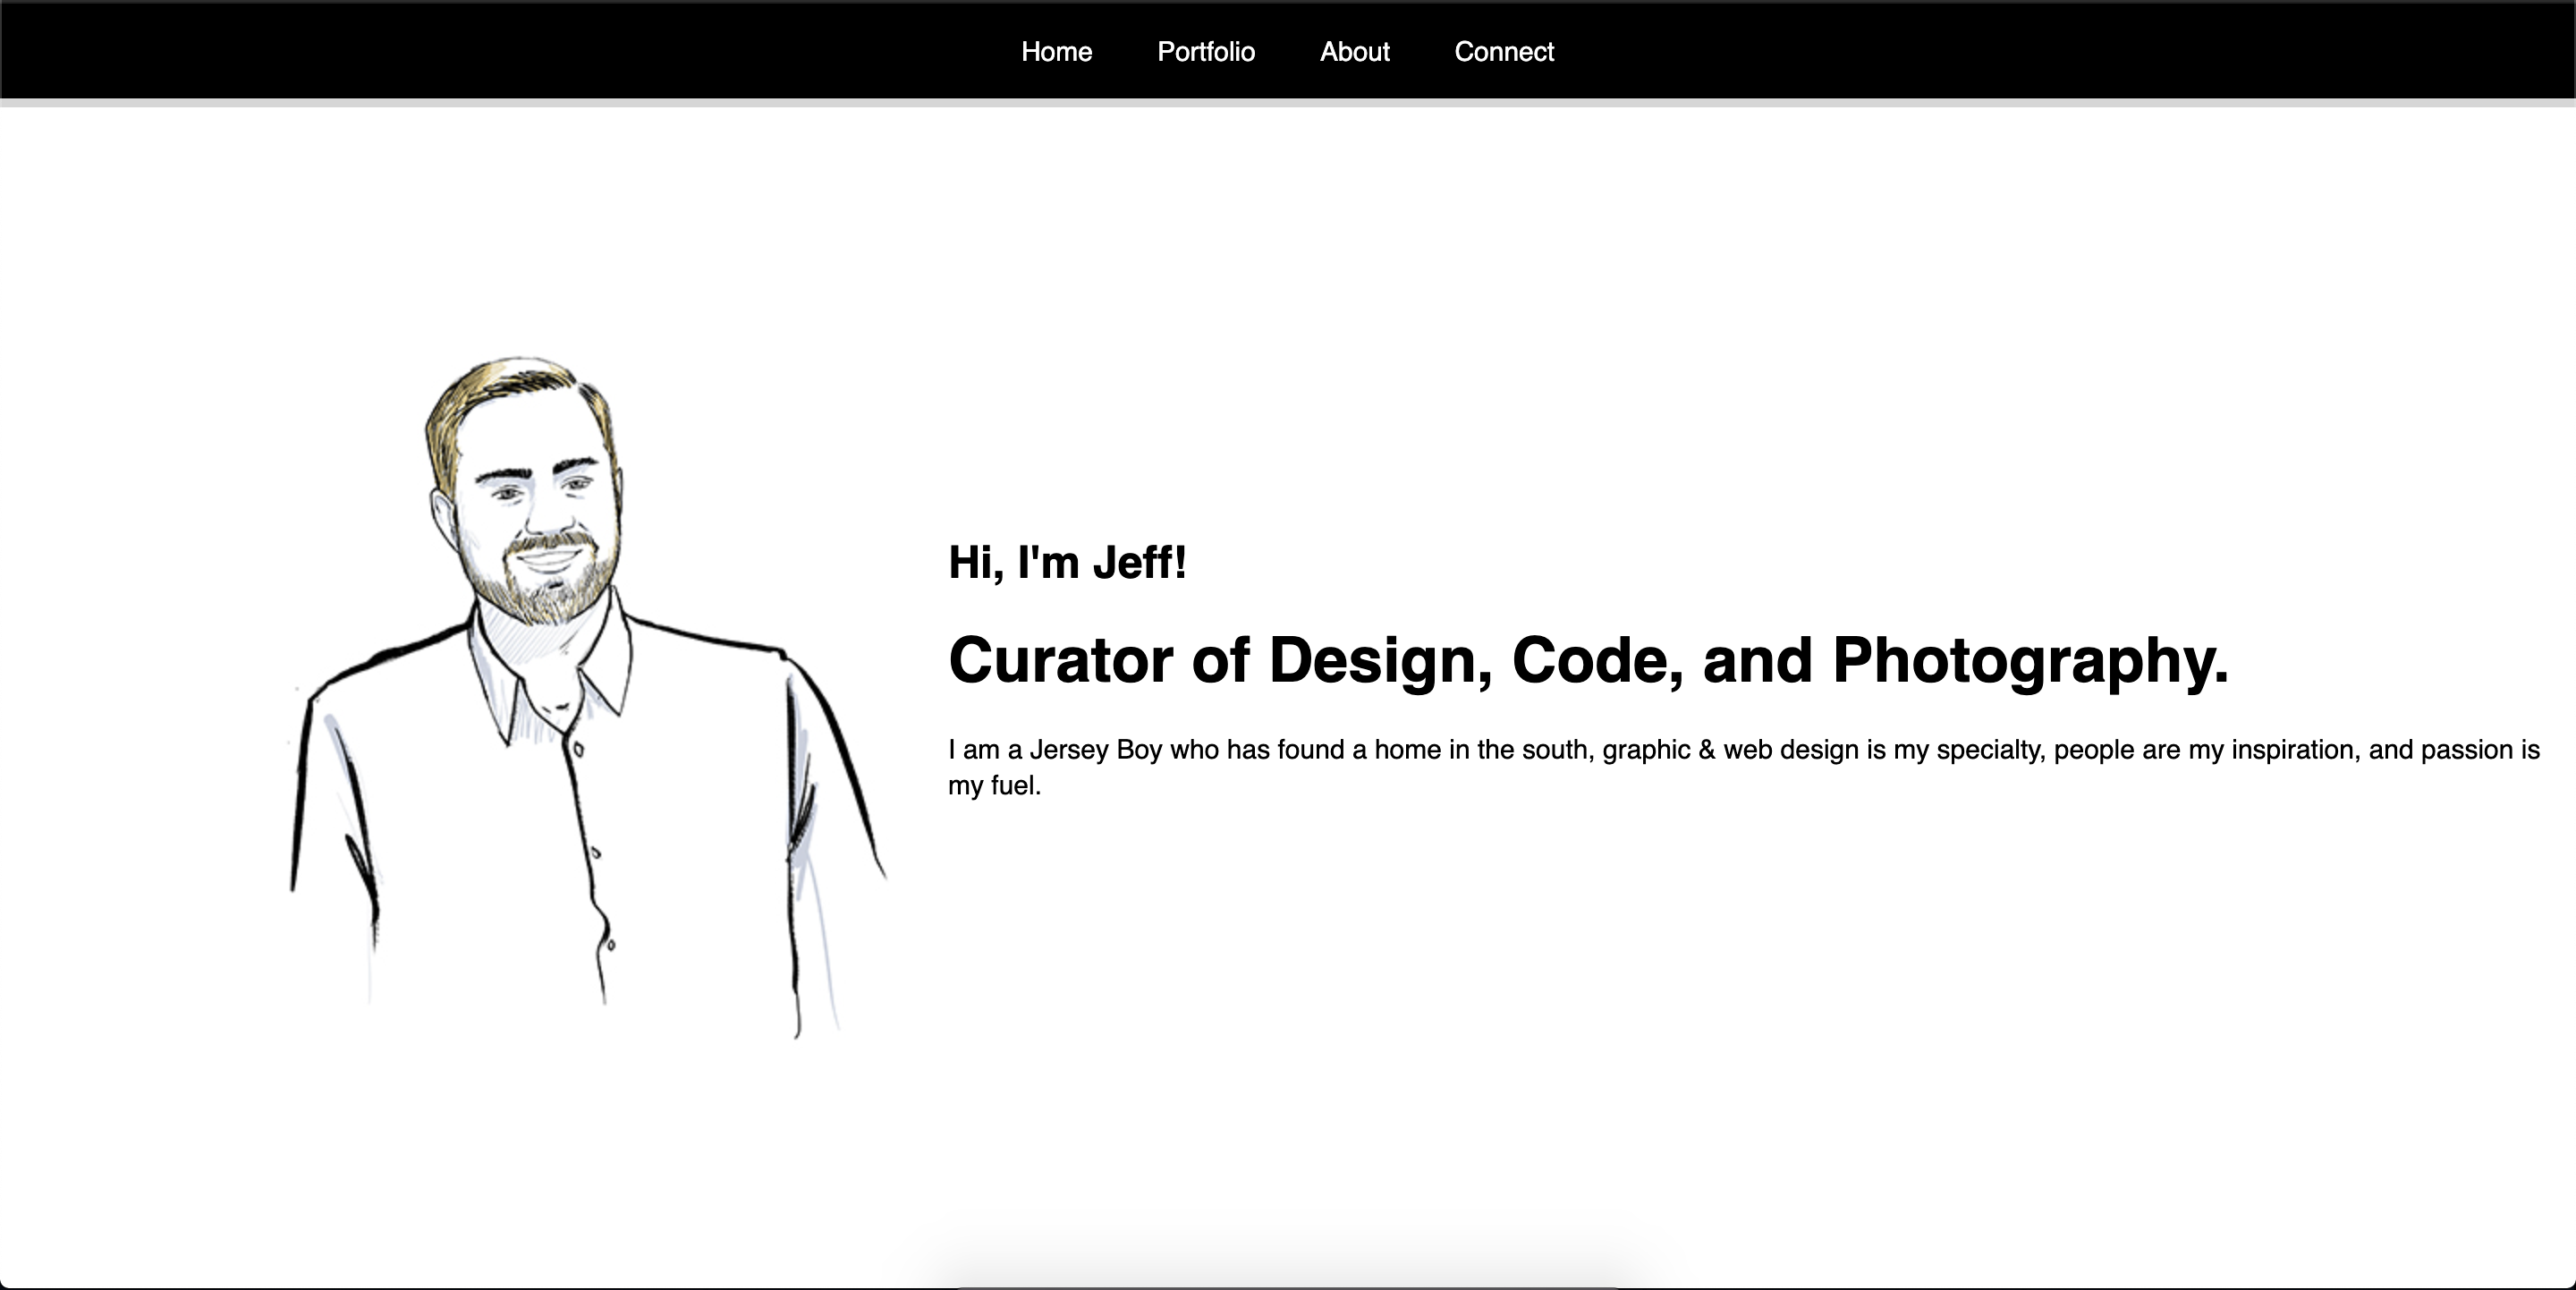 Home Portfolio About Connect
Hi, I'm Jeff!
Curator of Design, Code, and Photography.
I am a Jersey Boy who has found a home in the south, graphic & web design is my specialty, people are my inspiration, and passion is
my fuel.